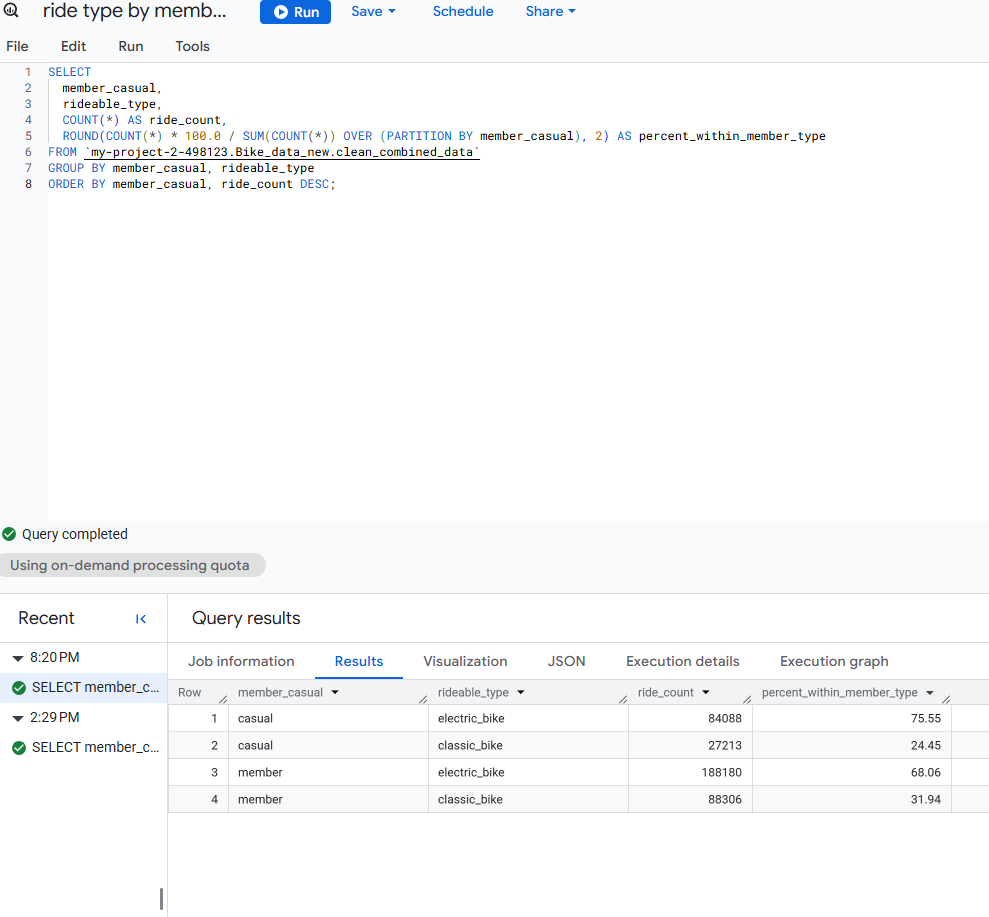 ride type by memb... Run Save Schedule Share
File Edit Run Tools
1 SELECT
2 member_casual,
3 rideable_type,
4 COUNT(*) AS ride_count,
5 ROUND(COUNT(*) * 100.0 / SUM(COUNT(*)) OVER (PARTITION BY member_casual), 2) AS percent_within_member_type
6 FROM `my-project-2-498123.Bike_data_new.clean_combined_data`
7 GROUP BY member_casual, rideable_type
8 ORDER BY member_casual, ride_count DESC;
Query completed
Using on-demand processing quota
Recent
8:20 PM
SELECT member_c...
2:29 PM
SELECT member_c...
Query results
Job information Results Visualization JSON Execution details Execution graph
Row member_casual rideable_type ride_count percent_within_member_type
1 casual electric_bike 84088 75.55
2 casual classic_bike 27213 24.45
3 member electric_bike 188180 68.06
4 member classic_bike 88306 31.94